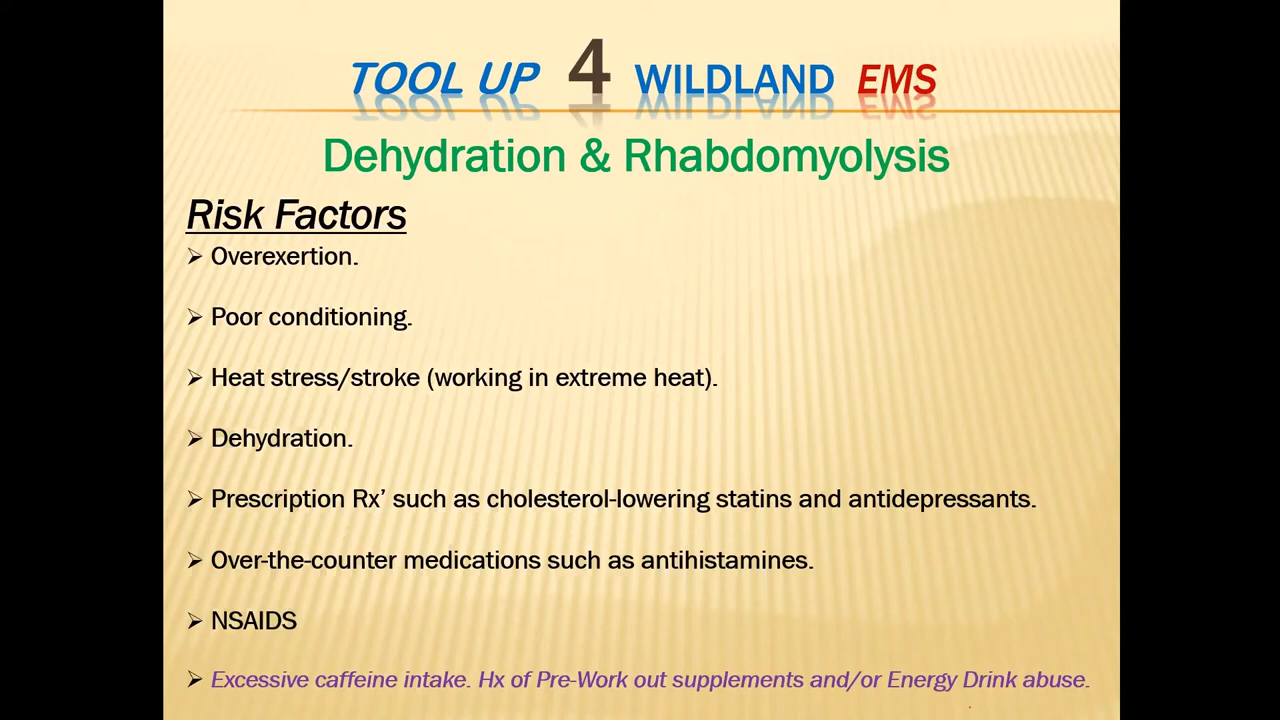 TOOL UP 4 WILDLAND EMS
Dehydration & Rhabdomyolysis
Risk Factors
➢ Overexertion.
➢ Poor conditioning.
➢ Heat stress/stroke (working in extreme heat).
➢ Dehydration.
➢ Prescription Rx’ such as cholesterol-lowering statins and antidepressants.
➢ Over-the-counter medications such as antihistamines.
➢ NSAIDS
➢ Excessive caffeine intake. Hx of Pre-Work out supplements and/or Energy Drink abuse.